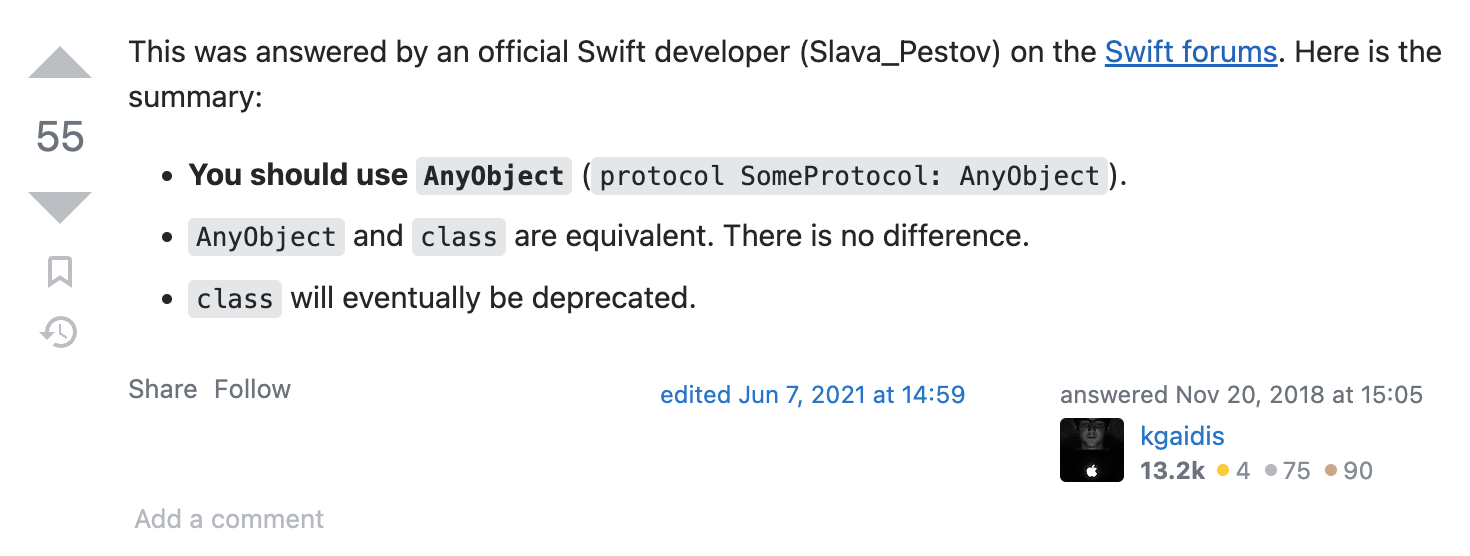 This was answered by an official Swift developer (Slava_Pestov) on the Swift forums. Here is the
summary:
55
• You should use AnyObject (protocol SomeProtocol: AnyObject).
• AnyObject and class are equivalent. There is no difference.
• class will eventually be deprecated.
Share Follow
edited Jun 7, 2021 at 14:59
answered Nov 20, 2018 at 15:05
kgaidis
13.2k ● 4 ● 75 ● 90
Add a comment